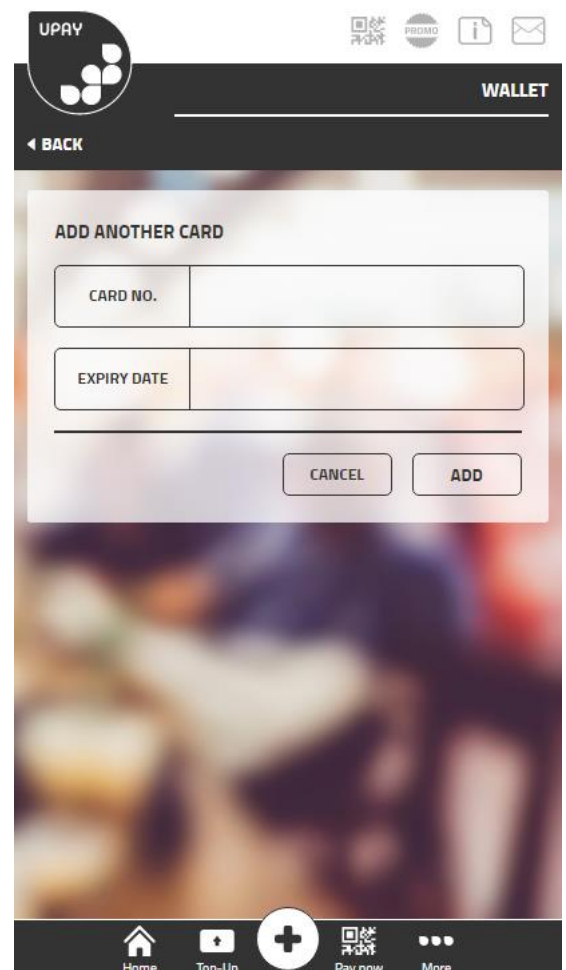 UPAY
PROMO
WALLET
BACK
ADD ANOTHER CARD
CARD NO.
EXPIRY DATE
CANCEL
ADD
Home
Top-Up
Pay now
More